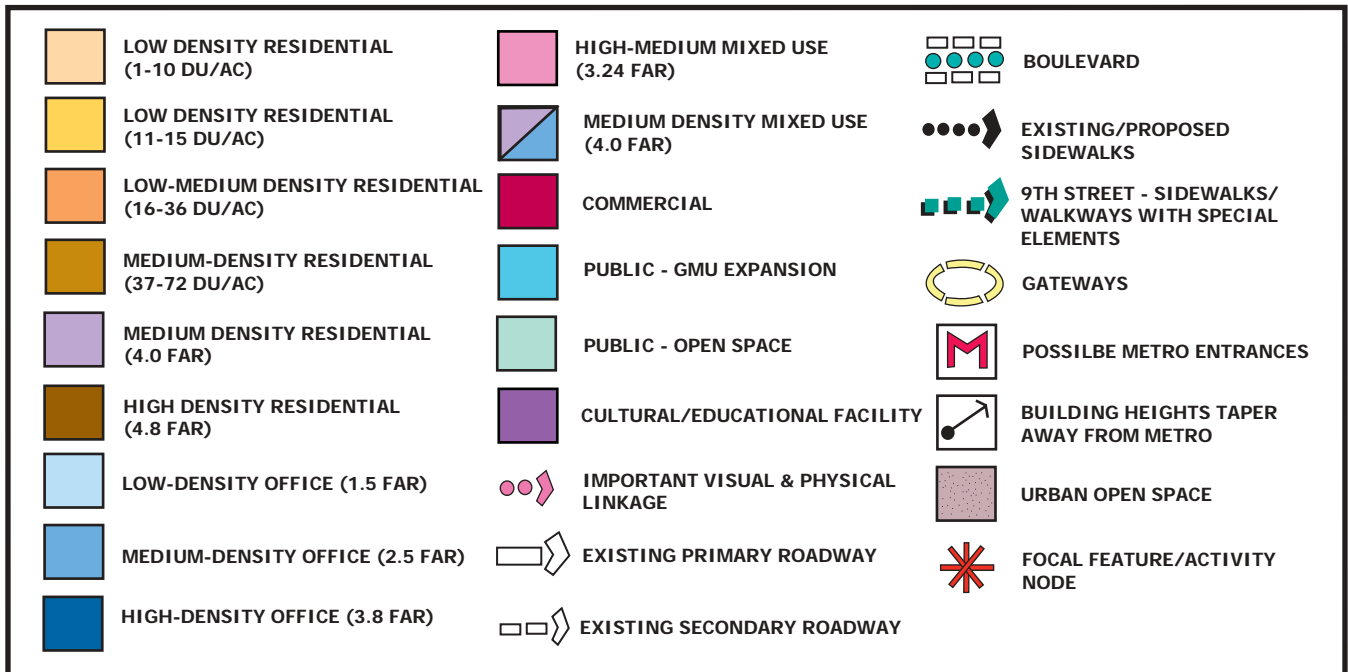 LOW DENSITY RESIDENTIAL
(1-10 DU/AC)
LOW DENSITY RESIDENTIAL
(11-15 DU/AC)
LOW-MEDIUM DENSITY RESIDENTIAL
(16-36 DU/AC)
MEDIUM-DENSITY RESIDENTIAL
(37-72 DU/AC)
MEDIUM DENSITY RESIDENTIAL
(4.0 FAR)
HIGH DENSITY RESIDENTIAL
(4.8 FAR)
LOW-DENSITY OFFICE (1.5 FAR)
MEDIUM-DENSITY OFFICE (2.5 FAR)
HIGH-DENSITY OFFICE (3.8 FAR)
HIGH-MEDIUM MIXED USE
(3.24 FAR)
MEDIUM DENSITY MIXED USE
(4.0 FAR)
COMMERCIAL
PUBLIC - GMU EXPANSION
PUBLIC - OPEN SPACE
CULTURAL/EDUCATIONAL FACILITY
IMPORTANT VISUAL & PHYSICAL
LINKAGE
EXISTING PRIMARY ROADWAY
EXISTING SECONDARY ROADWAY
BOULEVARD
EXISTING/PROPOSED
SIDEWALKS
9TH STREET - SIDEWALKS/
WALKWAYS WITH SPECIAL
ELEMENTS
GATEWAYS
M
POSSILBE METRO ENTRANCES
BUILDING HEIGHTS TAPER
AWAY FROM METRO
URBAN OPEN SPACE
FOCAL FEATURE/ACTIVITY
NODE